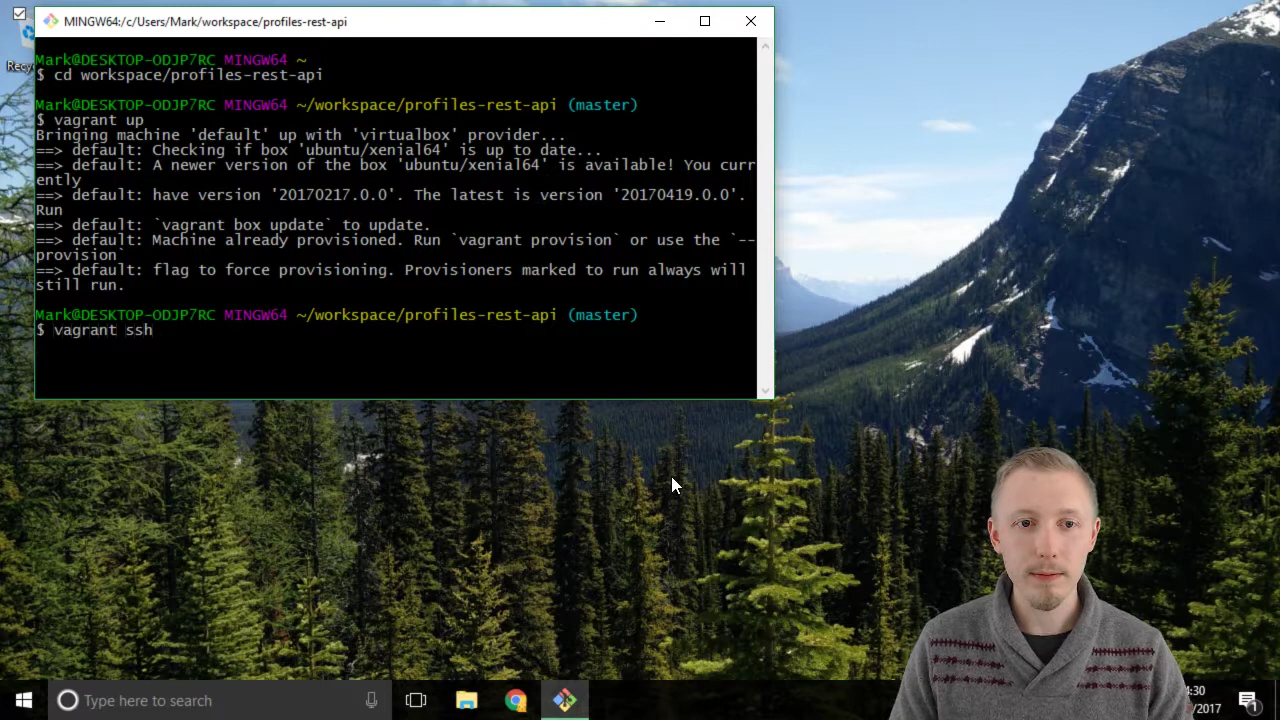 MINGW64:/c/Users/Mark/workspace/profiles-rest-api
Mark@DESKTOP-ODJP7RC MINGW64 ~
$ cd workspace/profiles-rest-api
Mark@DESKTOP-ODJP7RC MINGW64 ~/workspace/profiles-rest-api (master)
$ vagrant up
Bringing machine 'default' up with 'virtualbox' provider...
==> default: Checking if box 'ubuntu/xenial64' is up to date...
==> default: A newer version of the box 'ubuntu/xenial64' is available! You curr
ently
==> default: have version '20170217.0.0'. The latest is version '20170419.0.0'.
Run
==> default: `vagrant box update` to update.
==> default: Machine already provisioned. Run `vagrant provision` or use the `--
provision`
==> default: flag to force provisioning. Provisioners marked to run always will
still run.
Mark@DESKTOP-ODJP7RC MINGW64 ~/workspace/profiles-rest-api (master)
$ vagrant ssh
Type here to search
:30
/2017
1